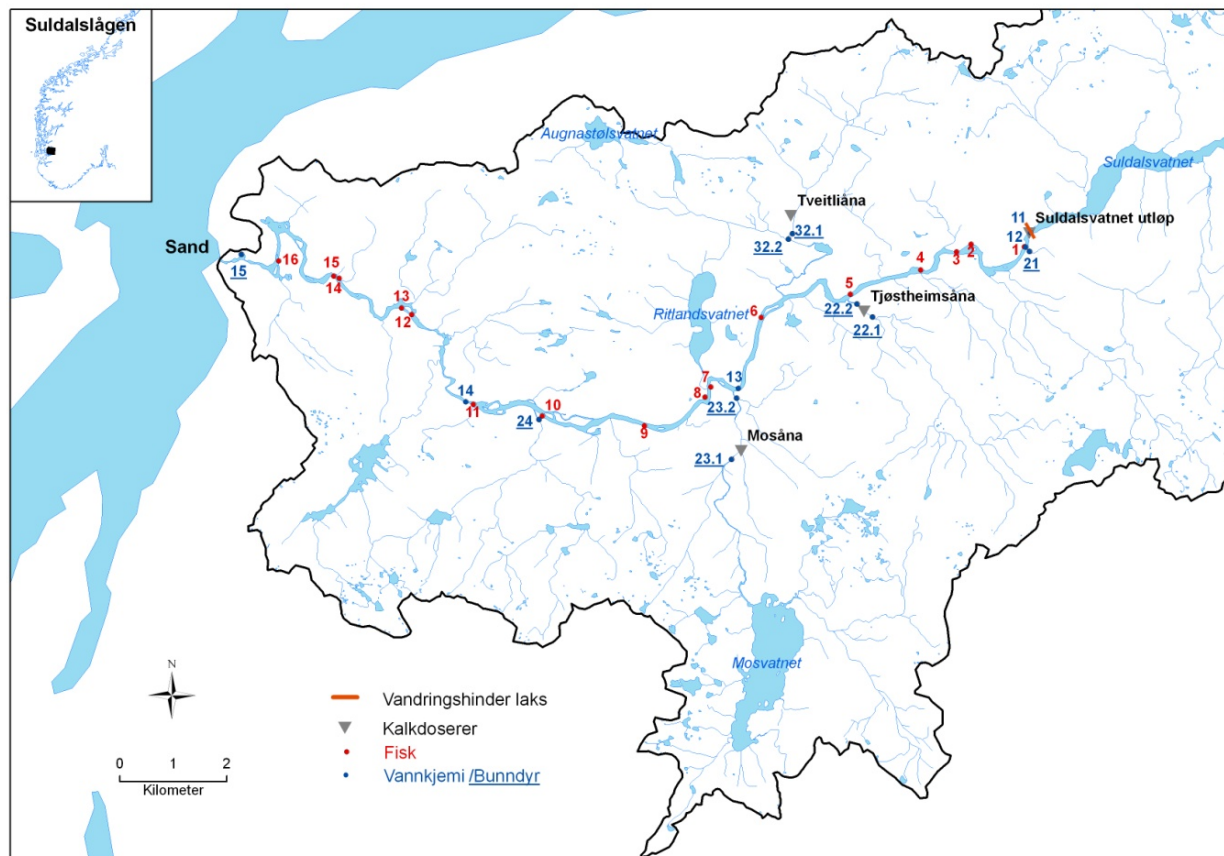 Suldalslågen
Augnastølsvatnet
Suldalsvatnet
Tveitliåna
11
Suldalsvatnet utløp
32.1
32.2
12
1
21
Sand
15
16
15
14
2
3
4
5
Tjøstheimsåna
22.2
22.1
13
12
Ritlandsvatnet
6
7
13
8
23.2
14
11
10
24
9
Mosåna
23.1
Mosvatnet
N
Vandringshinder laks
Kalkdoserer
Fisk
Vannkjemi /Bunndyr
0 1 2
Kilometer